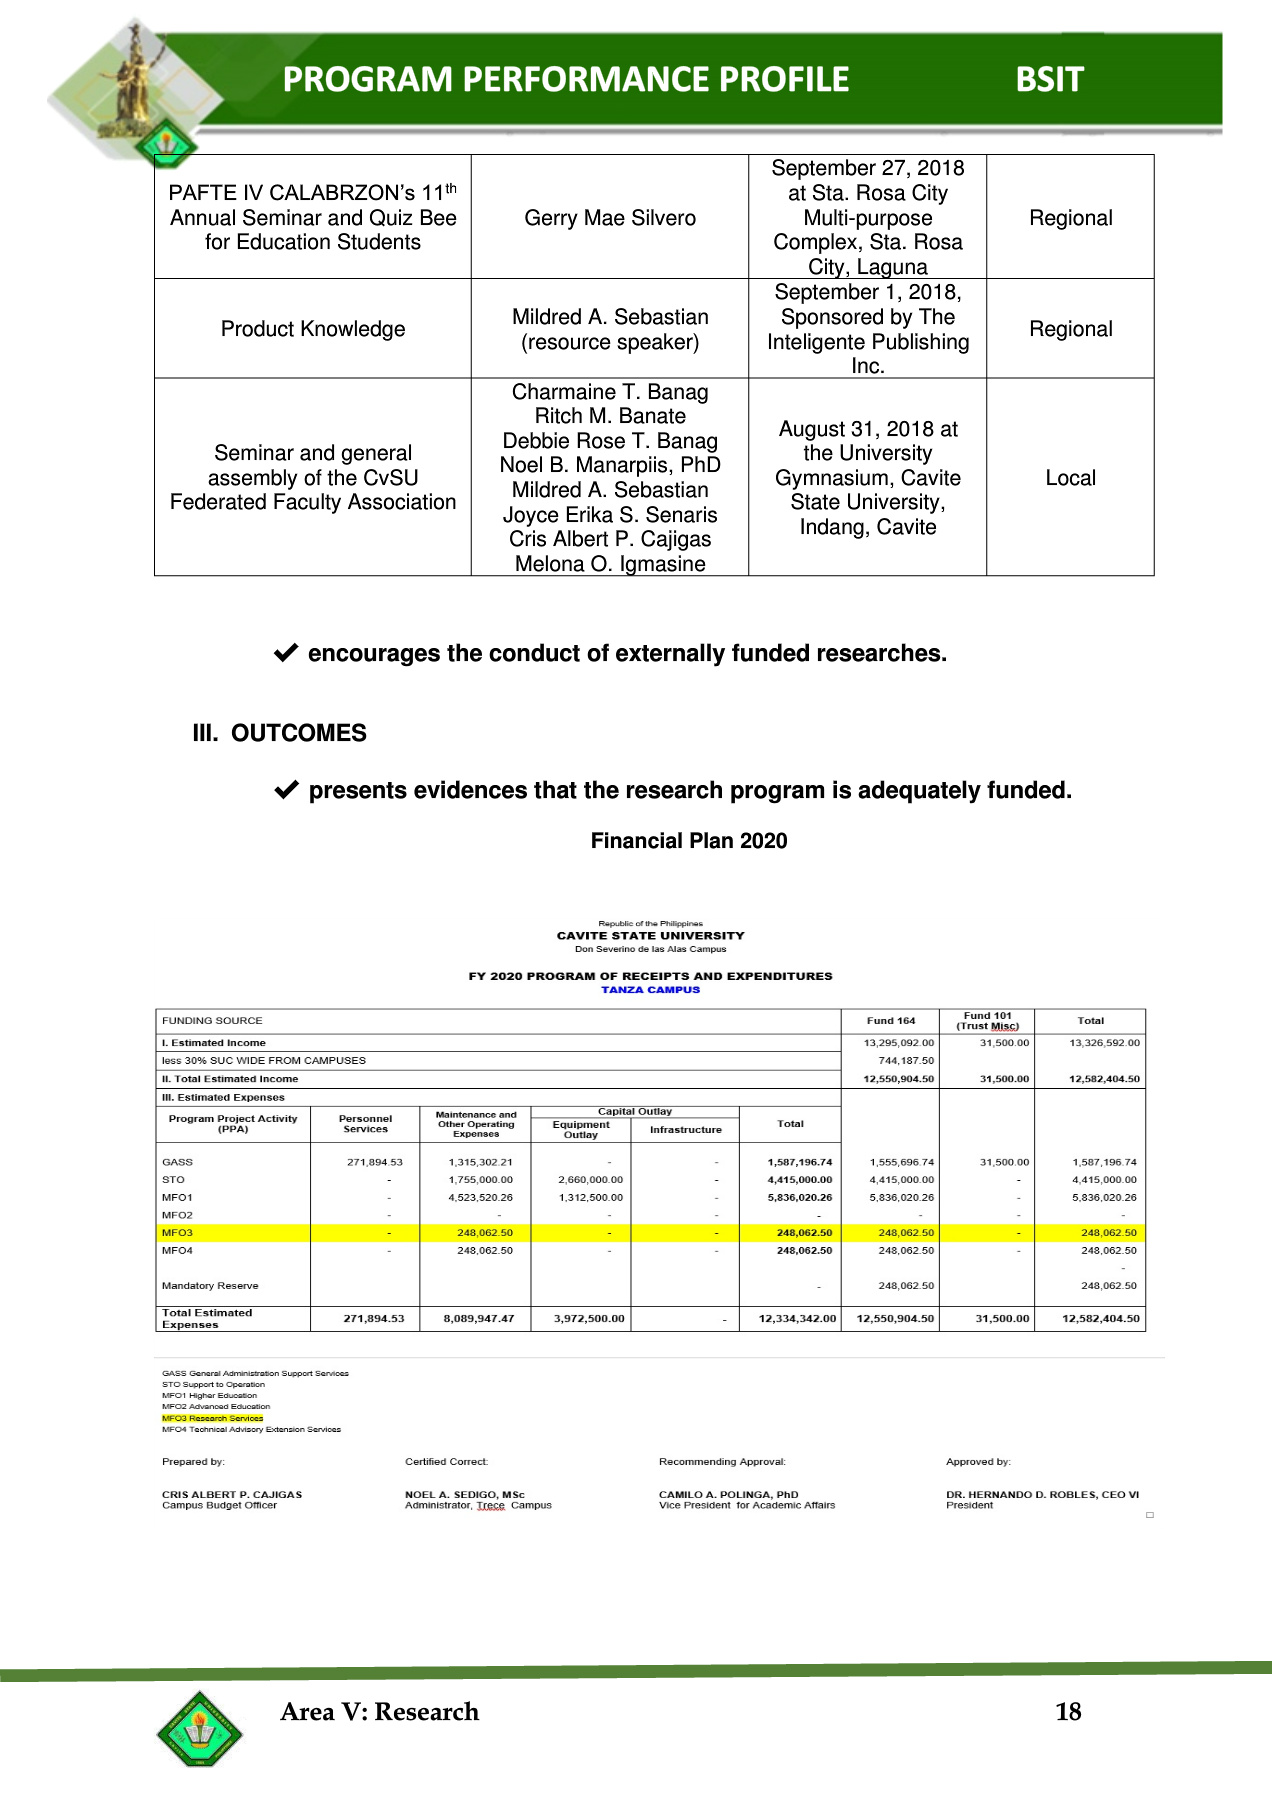 PROGRAM PERFORMANCE PROFILE BSIT
PAFTE IV CALABRZON’s 11th
Annual Seminar and Quiz Bee
for Education Students
Gerry Mae Silvero
September 27, 2018
at Sta. Rosa City
Multi-purpose
Complex, Sta. Rosa
City, Laguna
Regional
Product Knowledge
Mildred A. Sebastian
(resource speaker)
September 1, 2018,
Sponsored by The
Inteligente Publishing
Inc.
Regional
Seminar and general
assembly of the CvSU
Federated Faculty Association
Charmaine T. Banag
Ritch M. Banate
Debbie Rose T. Banag
Noel B. Manarpiis, PhD
Mildred A. Sebastian
Joyce Erika S. Senaris
Cris Albert P. Cajigas
Melona O. Igmasine
August 31, 2018 at
the University
Gymnasium, Cavite
State University,
Indang, Cavite
Local
✔ encourages the conduct of externally funded researches.
III. OUTCOMES
✔ presents evidences that the research program is adequately funded.
Financial Plan 2020
Republic of the Philippines
CAVITE STATE UNIVERSITY
Don Severino de las Alas Campus
FY 2020 PROGRAM OF RECEIPTS AND EXPENDITURES
TANZA CAMPUS
FUNDING SOURCE Fund 164 Fund 101 (Trust Misc) Total
I. Estimated Income 13,295,092.00 31,500.00 13,326,592.00
less 30% SUC WIDE FROM CAMPUSES 744,187.50
II. Total Estimated Income 12,550,904.50 31,500.00 12,582,404.50
III. Estimated Expenses
Program Project Activity (PPA) Personnel Services Maintenance and Other Operating Expenses Capital Outlay Equipment Outlay Infrastructure Total
GASS 271,894.53 1,315,302.21 - - 1,587,196.74 1,555,696.74 31,500.00 1,587,196.74
STO - 1,755,000.00 2,660,000.00 - 4,415,000.00 4,415,000.00 - 4,415,000.00
MFO1 - 4,523,520.26 1,312,500.00 - 5,836,020.26 5,836,020.26 - 5,836,020.26
MFO2 - - - - - - - -
MFO3 - 248,062.50 - - 248,062.50 248,062.50 - 248,062.50
MFO4 - 248,062.50 - - 248,062.50 248,062.50 - 248,062.50
-
Mandatory Reserve - 248,062.50 248,062.50
Total Estimated Expenses 271,894.53 8,089,947.47 3,972,500.00 - 12,334,342.00 12,550,904.50 31,500.00 12,582,404.50
GASS General Administration Support Services
STO Support to Operation
MFO1 Higher Education
MFO2 Advanced Education
MFO3 Research Services
MFO4 Technical Advisory Extension Services
Prepared by: Certified Correct: Recommending Approval: Approved by:
CRIS ALBERT P. CAJIGAS NOEL A. SEDIGO, MSc CAMILO A. POLINGA, PhD DR. HERNANDO D. ROBLES, CEO VI
Campus Budget Officer Administrator, Trece Campus Vice President for Academic Affairs President
Area V: Research 18